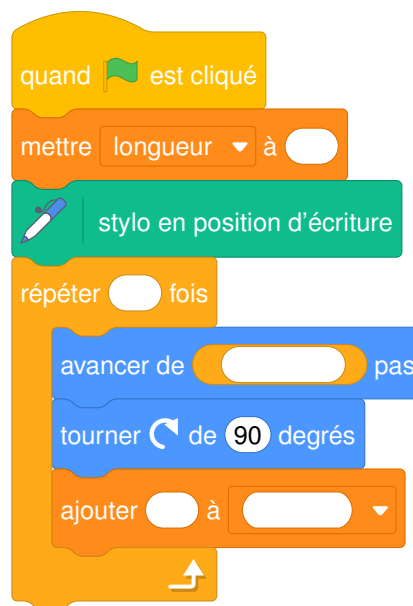 quand est cliqué
mettre longueur à
stylo en position d’écriture
répéter fois
avancer de pas
tourner de 90 degrés
ajouter à